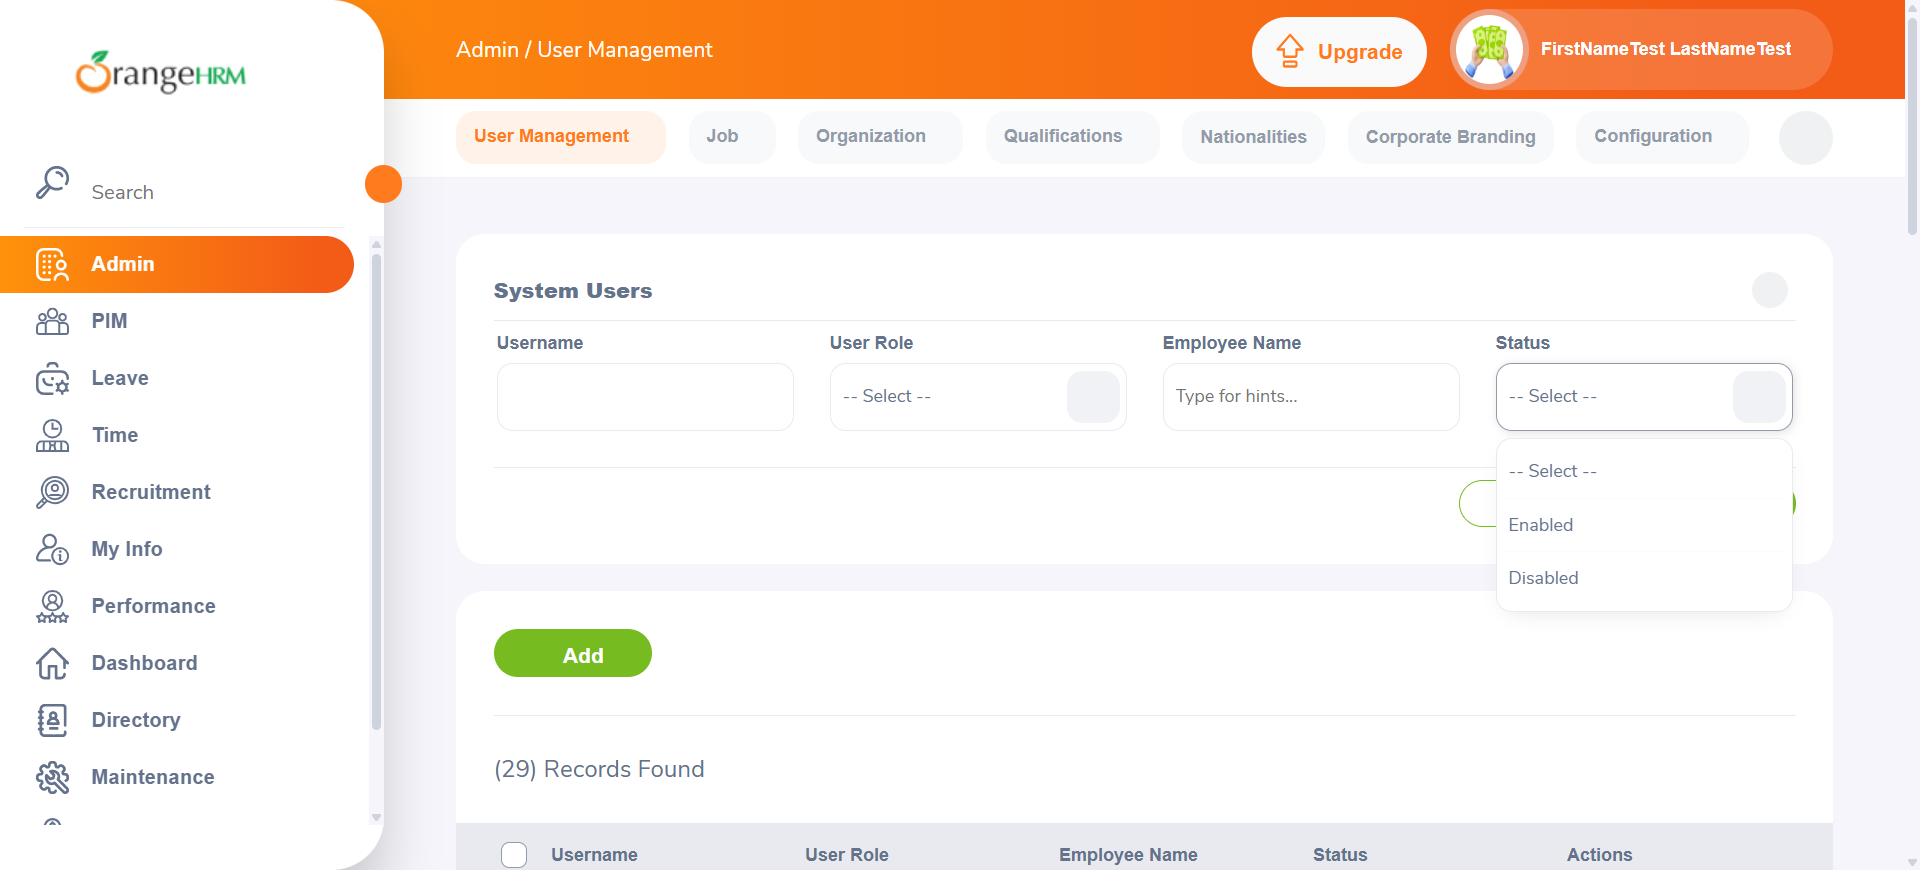 OrangeHRM
Search
Admin
PIM
Leave
Time
Recruitment
My Info
Performance
Dashboard
Directory
Maintenance
Admin / User Management
Upgrade
FirstNameTest LastNameTest
User Management
Job
Organization
Qualifications
Nationalities
Corporate Branding
Configuration
System Users
Username
User Role
Employee Name
Status
-- Select --
Type for hints...
-- Select --
-- Select --
Enabled
Disabled
Add
(29) Records Found
Username
User Role
Employee Name
Status
Actions